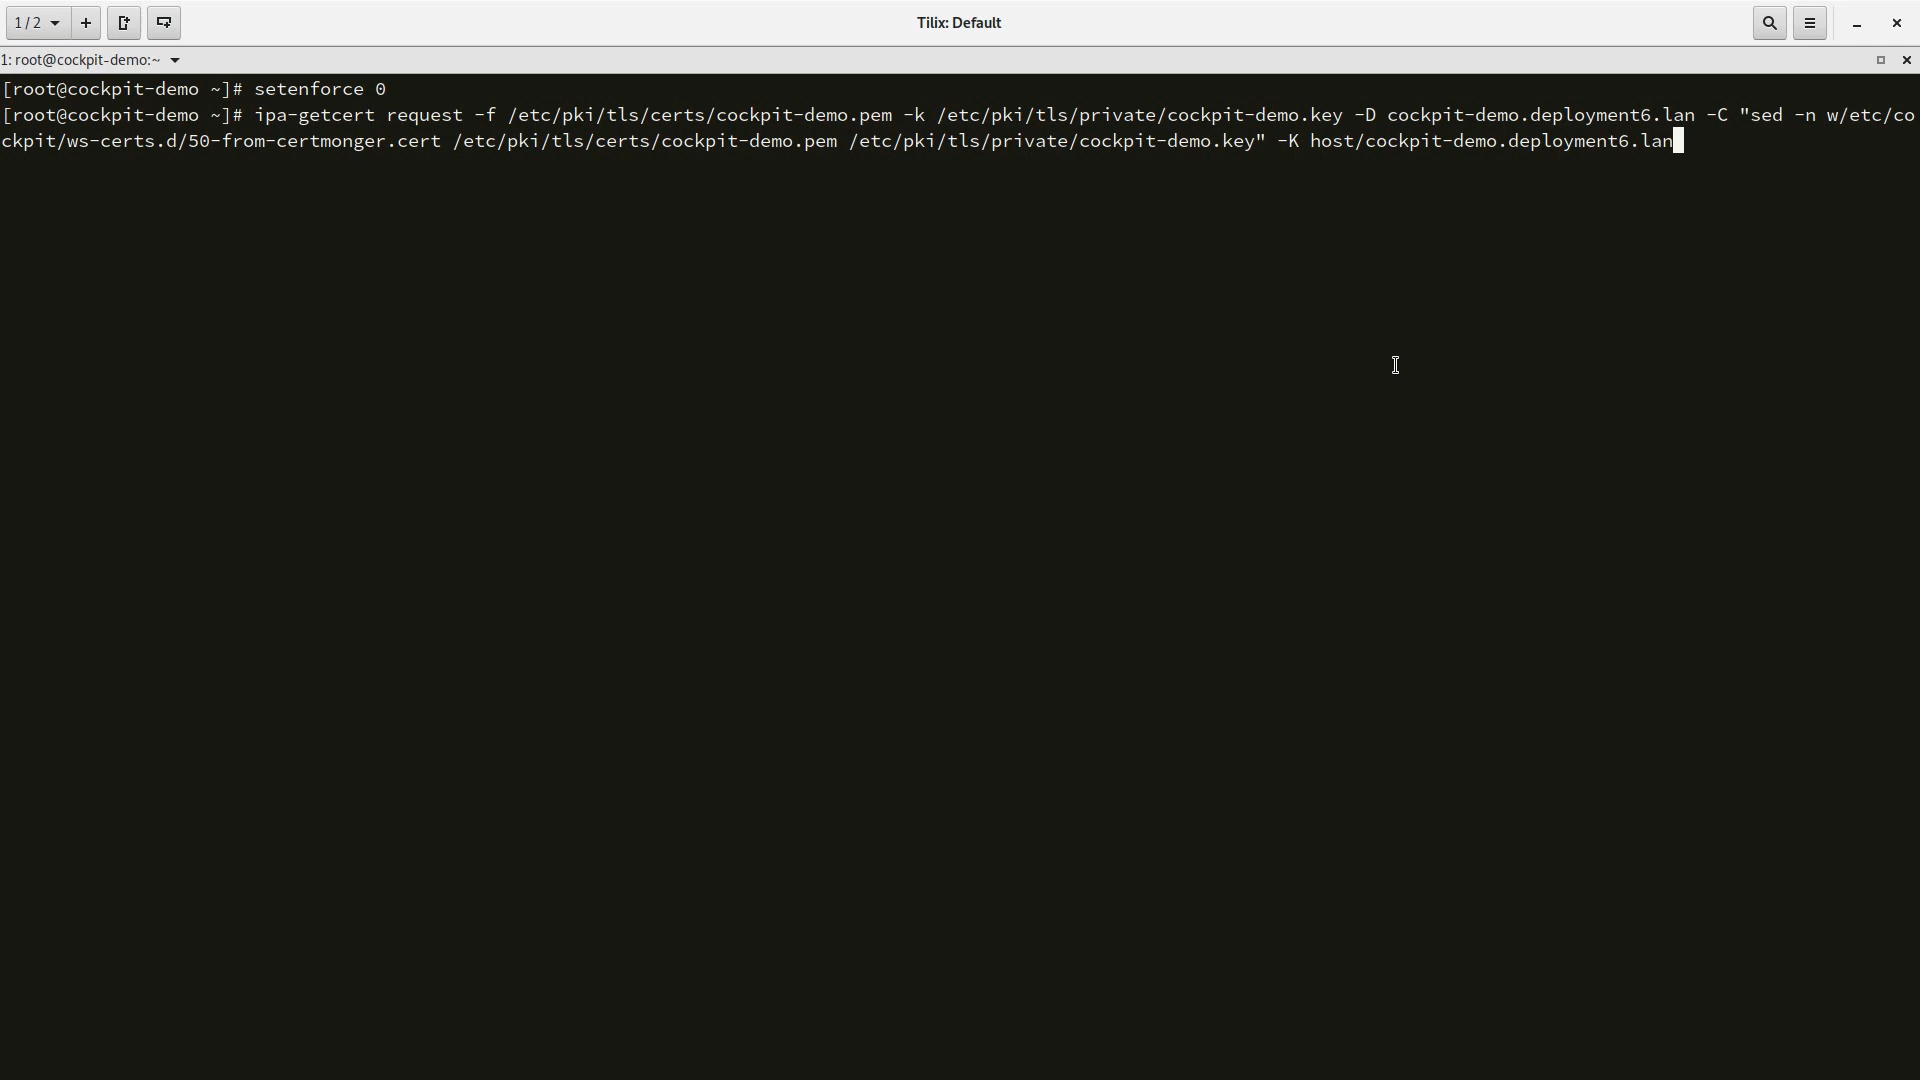 1 / 2 Tilix: Default
1: root@cockpit-demo:~
[root@cockpit-demo ~]# setenforce 0
[root@cockpit-demo ~]# ipa-getcert request -f /etc/pki/tls/certs/cockpit-demo.pem -k /etc/pki/tls/private/cockpit-demo.key -D cockpit-demo.deployment6.lan -C "sed -n w/etc/co
ckpit/ws-certs.d/50-from-certmonger.cert /etc/pki/tls/certs/cockpit-demo.pem /etc/pki/tls/private/cockpit-demo.key" -K host/cockpit-demo.deployment6.lan